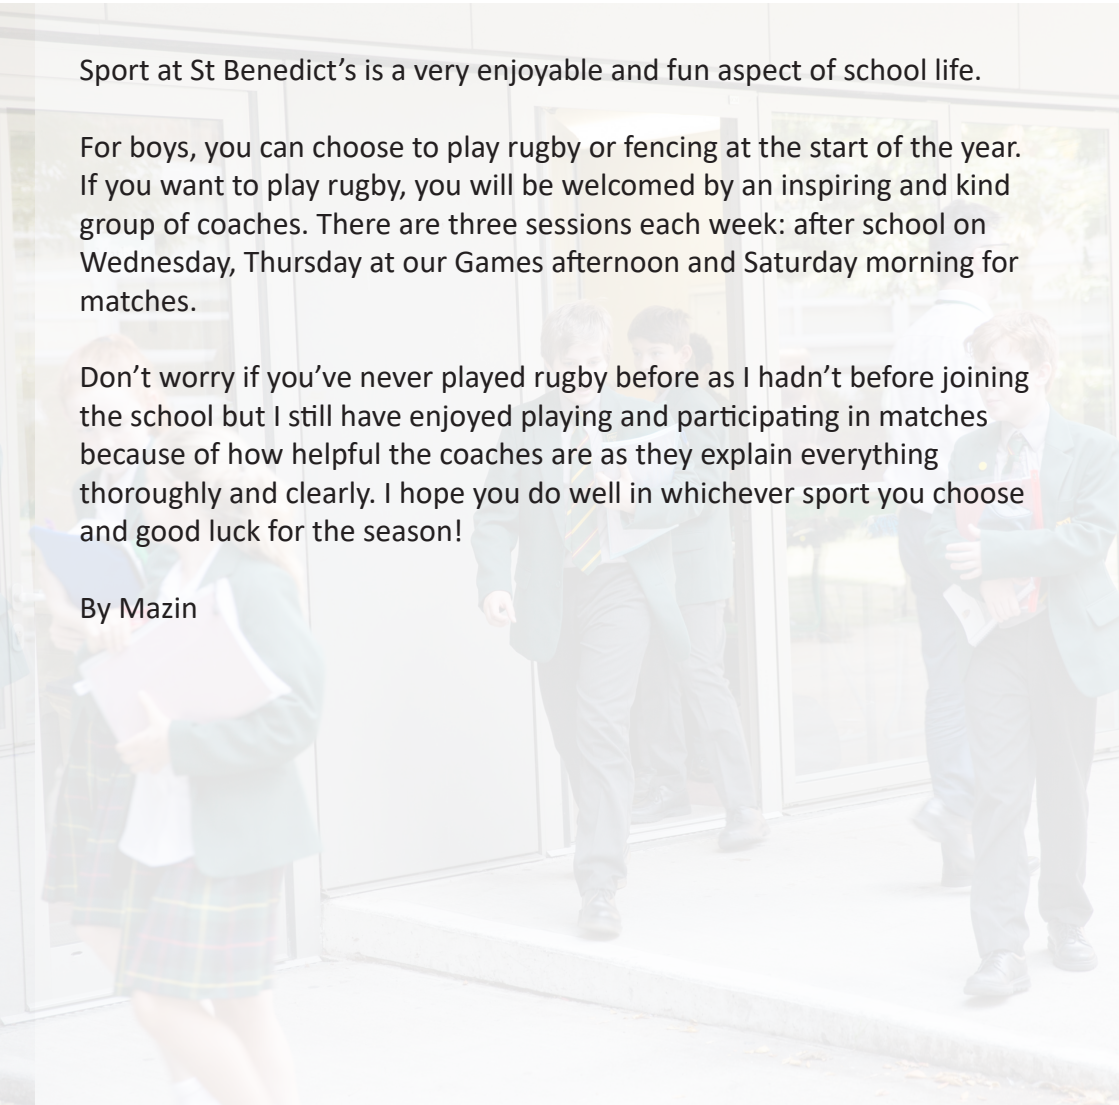 Sport at St Benedict’s is a very enjoyable and fun aspect of school life.
For boys, you can choose to play rugby or fencing at the start of the year.
If you want to play rugby, you will be welcomed by an inspiring and kind
group of coaches. There are three sessions each week: after school on
Wednesday, Thursday at our Games afternoon and Saturday morning for
matches.
Don’t worry if you’ve never played rugby before as I hadn’t before joining
the school but I still have enjoyed playing and participating in matches
because of how helpful the coaches are as they explain everything
thoroughly and clearly. I hope you do well in whichever sport you choose
and good luck for the season!
By Mazin